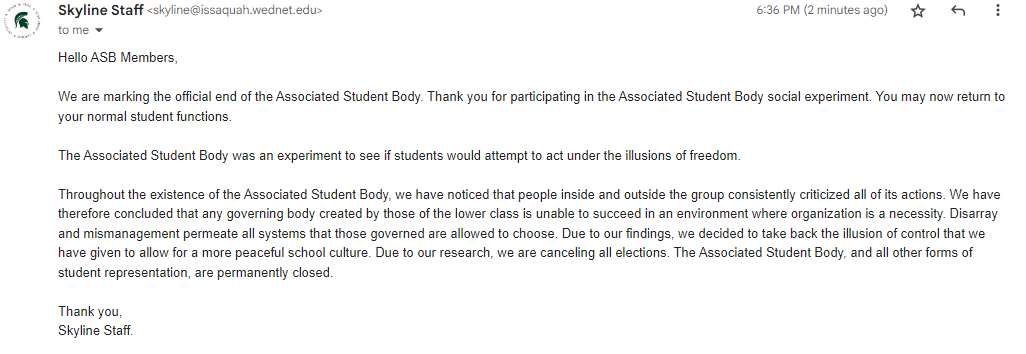 Skyline Staff <skyline@issaquah.wednet.edu>
6:36 PM (2 minutes ago)
to me
Hello ASB Members,
We are marking the official end of the Associated Student Body. Thank you for participating in the Associated Student Body social experiment. You may now return to
your normal student functions.
The Associated Student Body was an experiment to see if students would attempt to act under the illusions of freedom.
Throughout the existence of the Associated Student Body, we have noticed that people inside and outside the group consistently criticized all of its actions. We have
therefore concluded that any governing body created by those of the lower class is unable to succeed in an environment where organization is a necessity. Disarray
and mismanagement permeate all systems that those governed are allowed to choose. Due to our findings, we decided to take back the illusion of control that we
have given to allow for a more peaceful school culture. Due to our research, we are canceling all elections. The Associated Student Body, and all other forms of
student representation, are permanently closed.
Thank you,
Skyline Staff.